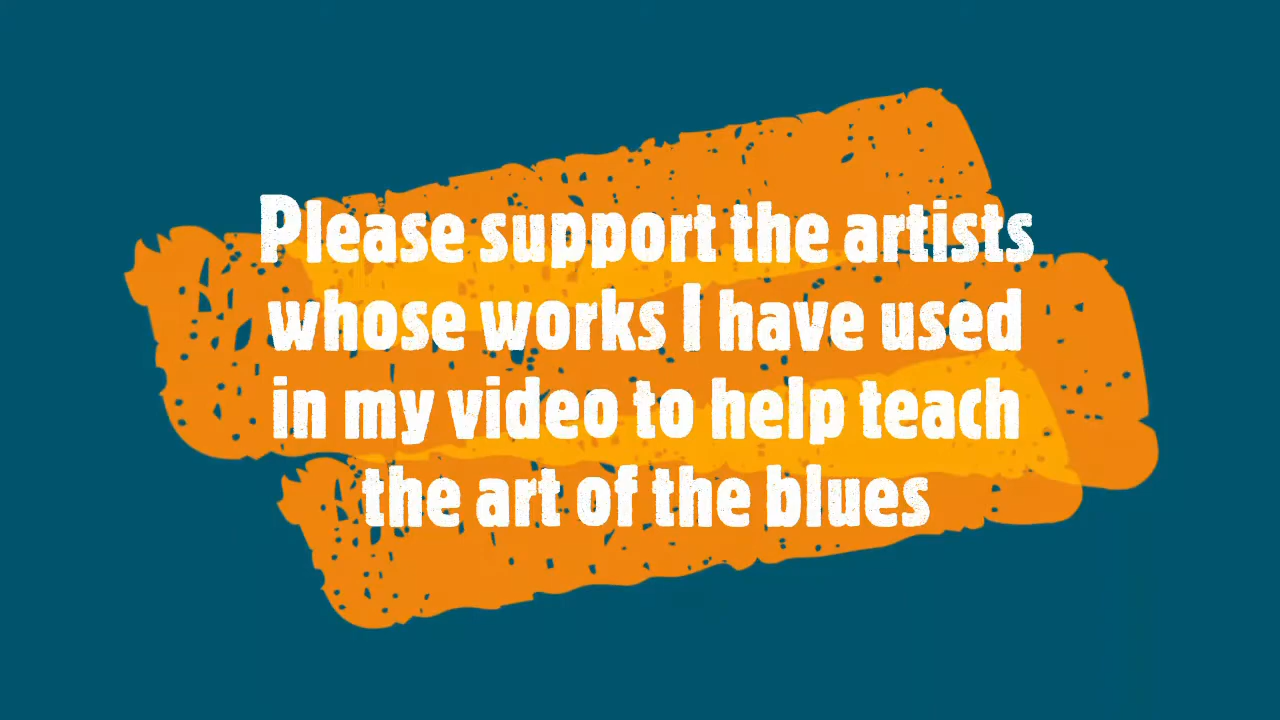 Please support the artists
whose works I have used
in my video to help teach
the art of the blues